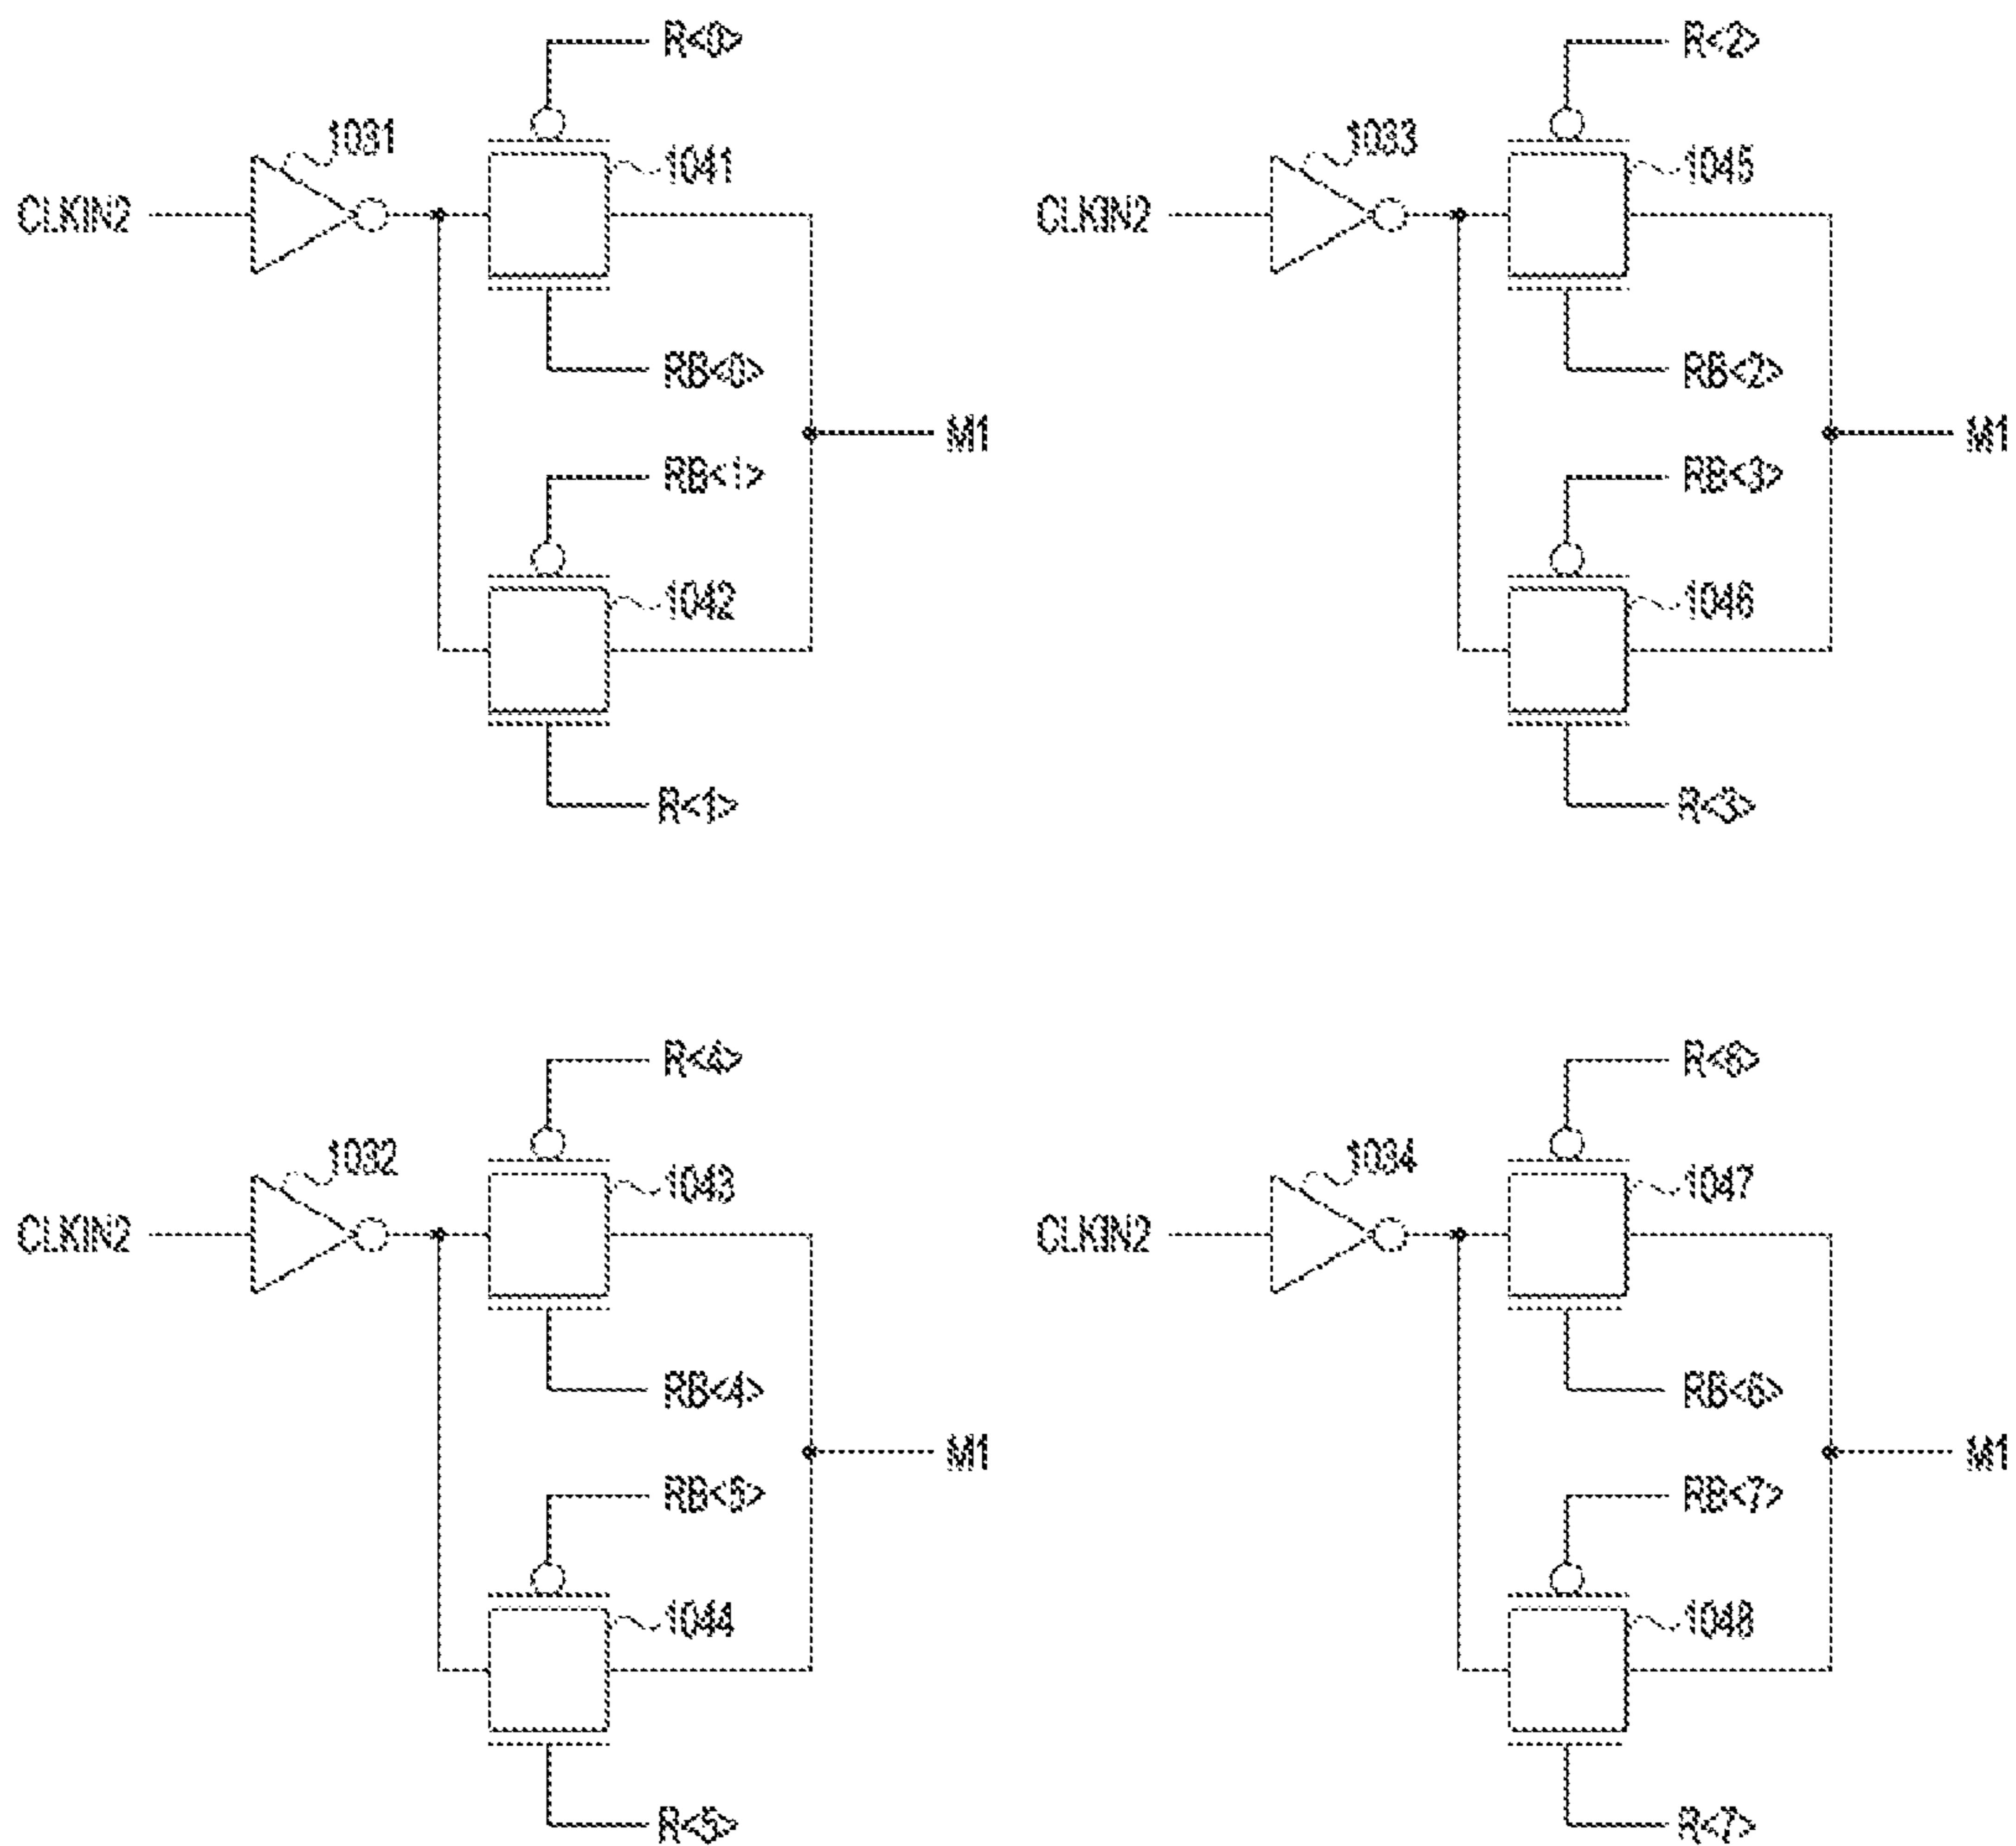 R<0>
1031
1041
CLKIN2
RB<0>
M1
RB<1>
1042
R<1>
R<2>
1033
1045
CLKIN2
RB<2>
M1
RB<3>
1046
R<3>
R<4>
1032
1043
CLKIN2
RB<4>
M1
RB<5>
1044
R<5>
R<6>
1034
1047
CLKIN2
RB<6>
M1
RB<7>
1048
R<7>